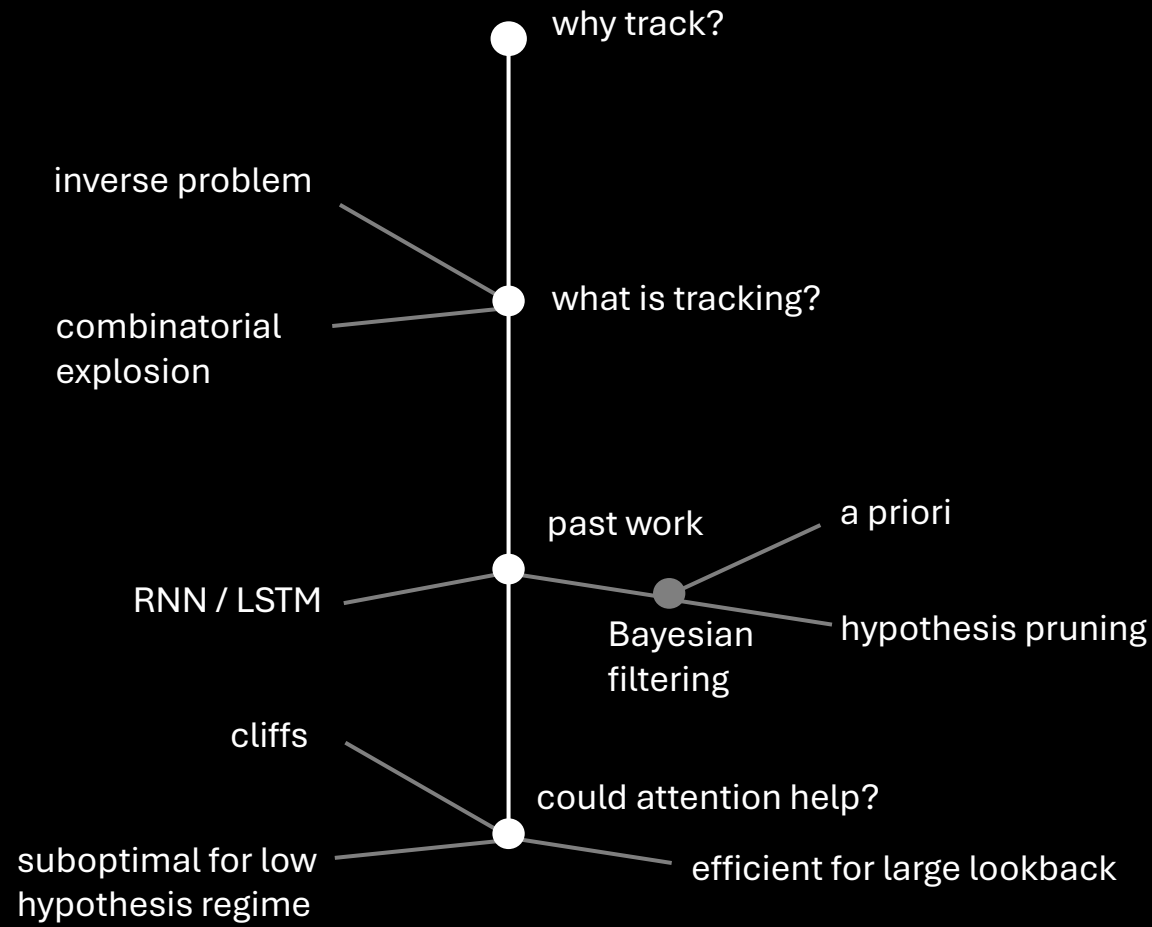 why track?
inverse problem
what is tracking?
combinatorial
explosion
a priori
past work
RNN / LSTM
hypothesis pruning
Bayesian
filtering
cliffs
could attention help?
suboptimal for low
hypothesis regime
efficient for large lookback